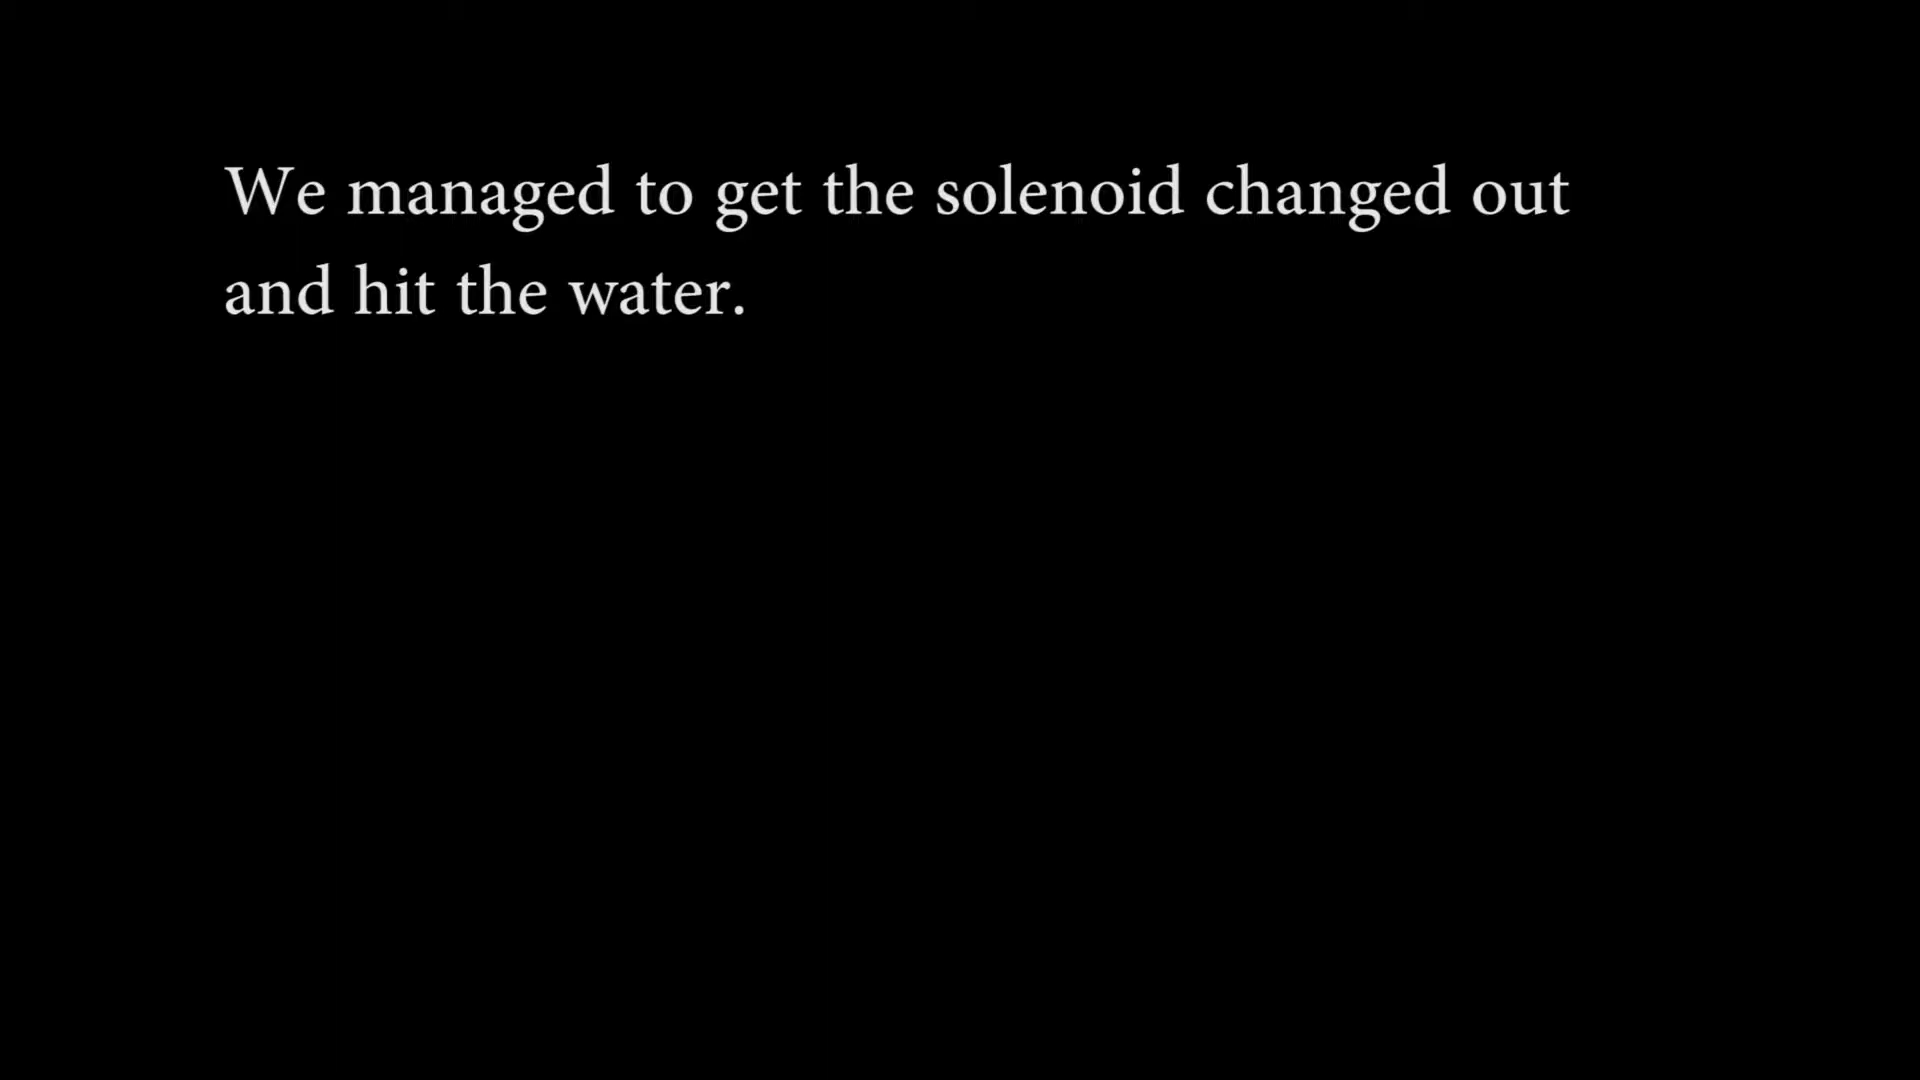 We managed to get the solenoid changed out
and hit the water.